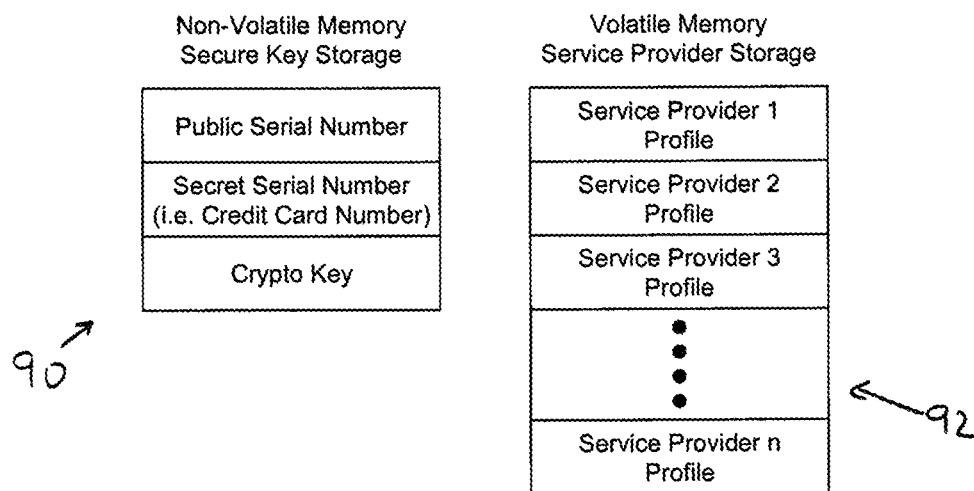 Non-Volatile Memory
Secure Key Storage
Public Serial Number
Secret Serial Number
(i.e. Credit Card Number)
Crypto Key
90
Volatile Memory
Service Provider Storage
Service Provider 1
Profile
Service Provider 2
Profile
Service Provider 3
Profile
Service Provider n
Profile
92